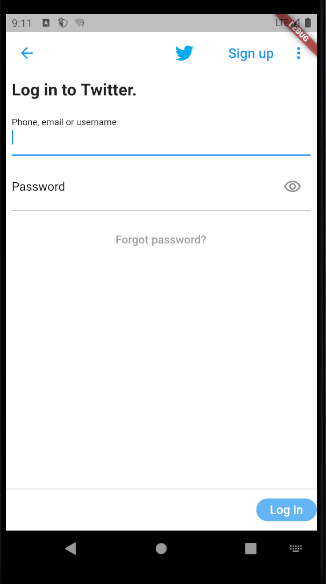 9:11 LTE DEBUG
Sign up
Log in to Twitter.
Phone, email or username
Password
Forgot password?
Log in